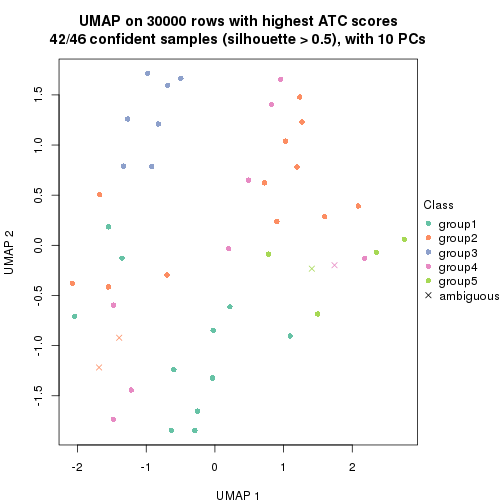 UMAP on 30000 rows with highest ATC scores
42/46 confident samples (silhouette > 0.5), with 10 PCs
UMAP 2
1.5
1.0
0.5
0.0
-0.5
-1.0
-1.5
-2
-1
0
1
2
UMAP 1
Class
group1
group2
group3
group4
group5
ambiguous